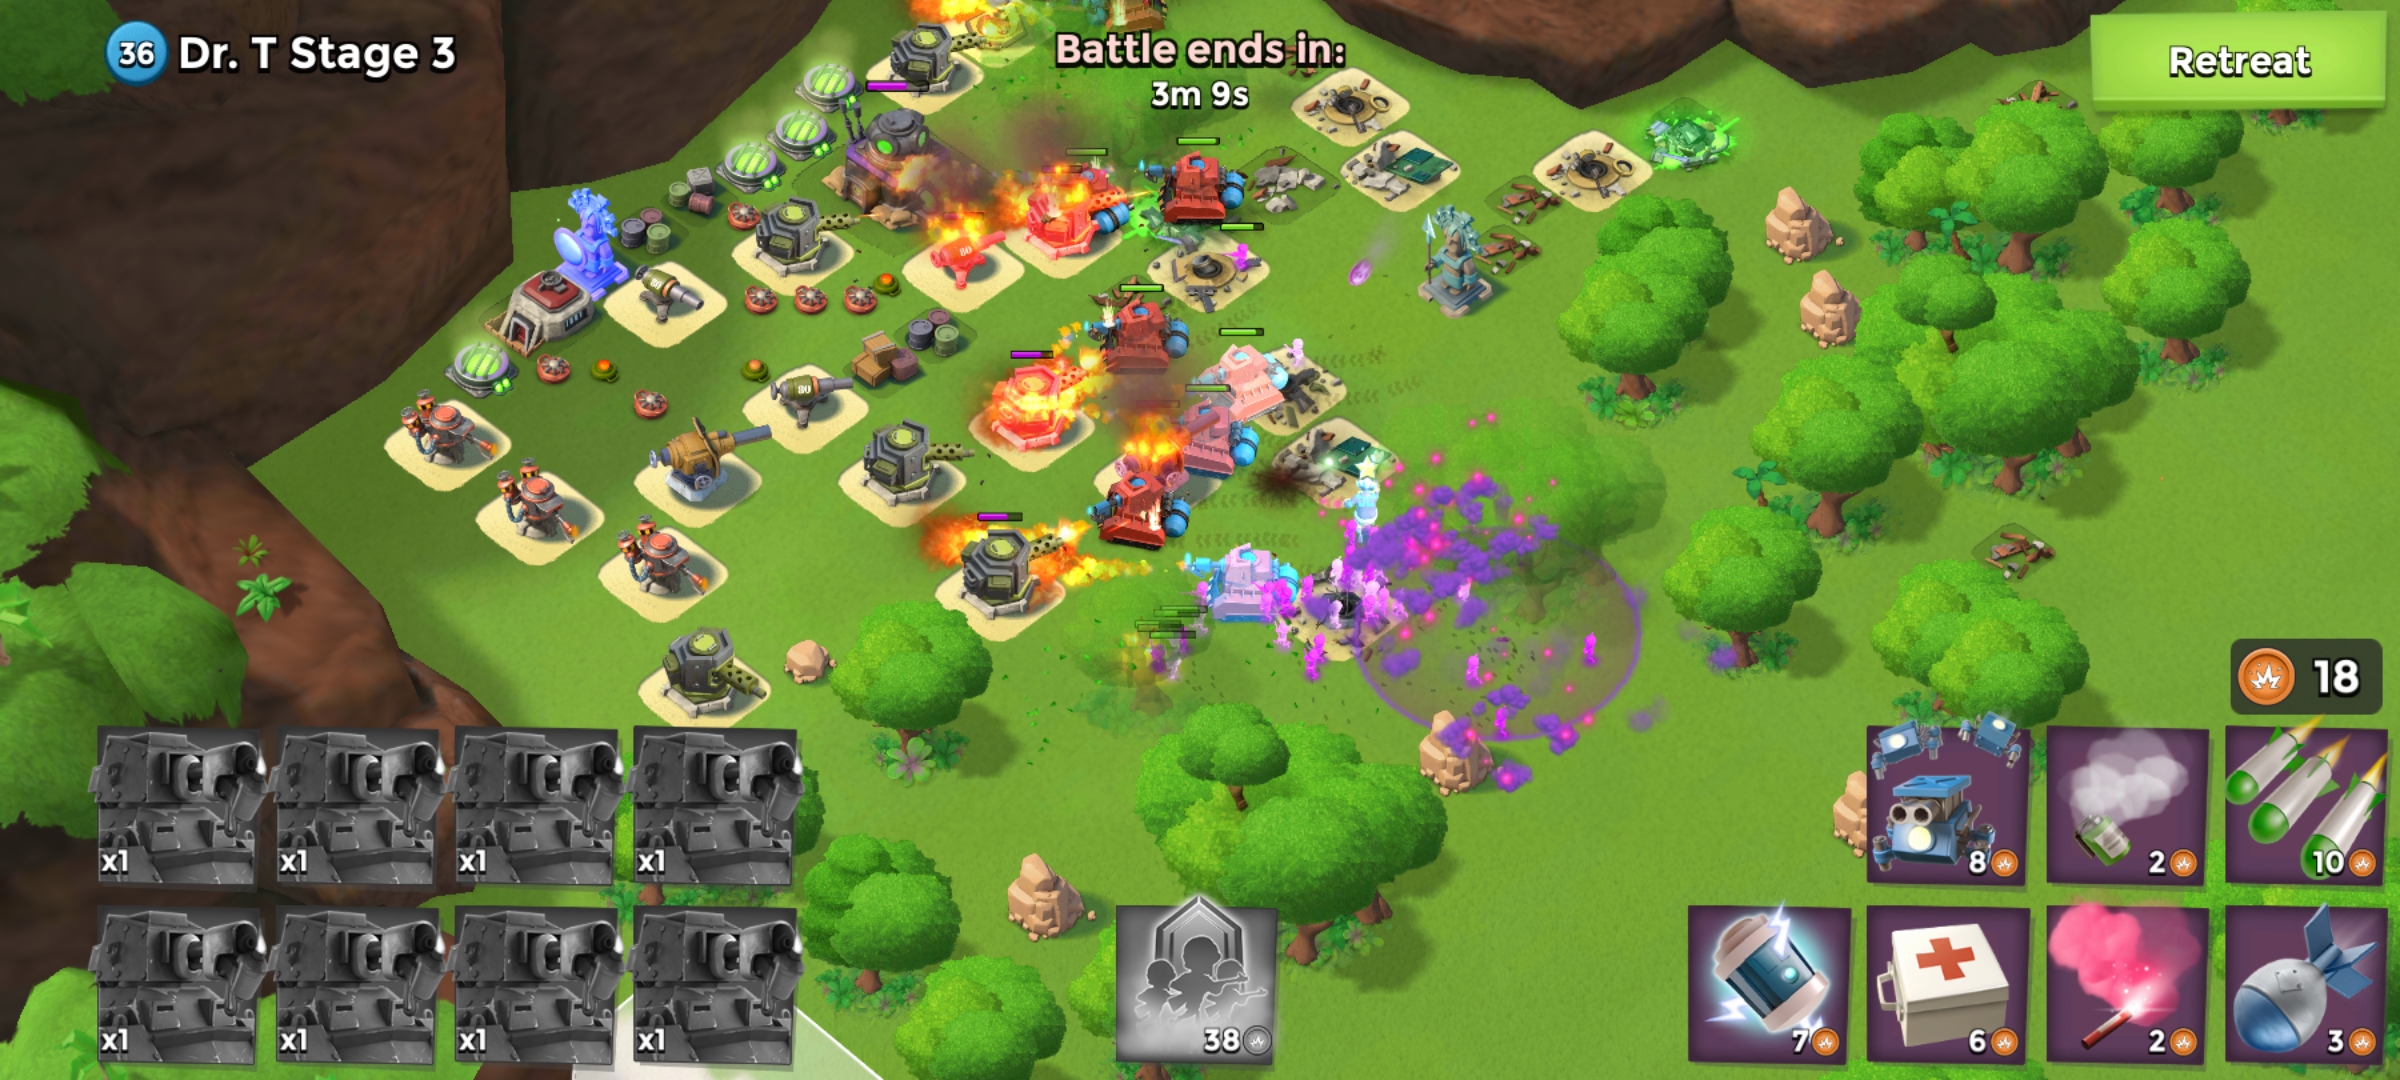 36 Dr. T Stage 3
Battle ends in:
3m 9s
Retreat
18
8
2
10
x1
x1
x1
x1
x1
x1
x1
x1
38
7
6
2
3